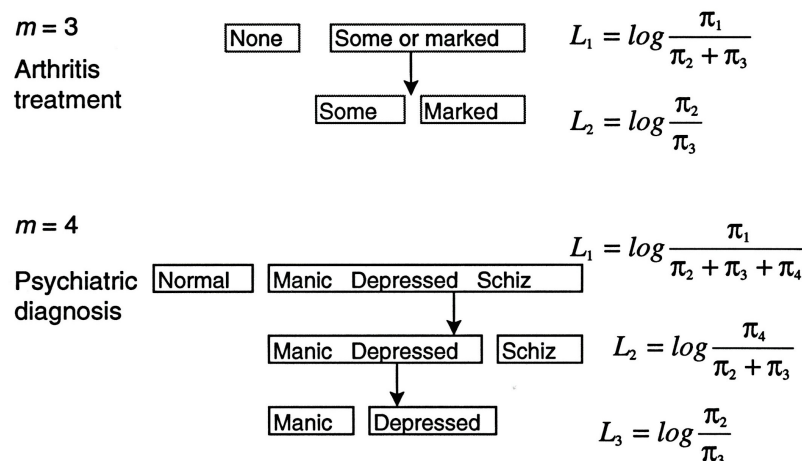 m = 3
None Some or marked L₁ = log π₁ / (π₂ + π₃)
Arthritis
treatment
Some Marked L₂ = log π₂ / π₃
m = 4
L₁ = log π₁ / (π₂ + π₃ + π₄)
Psychiatric Normal Manic Depressed Schiz
diagnosis
Manic Depressed Schiz L₂ = log π₄ / (π₂ + π₃)
Manic Depressed L₃ = log π₂ / π₃